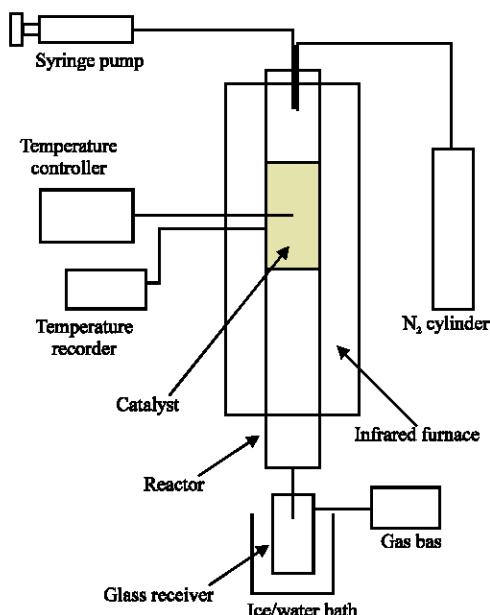 Syringe pump
Temperature
controller
Temperature
recorder
N₂ cylinder
Catalyst
Infrared furnace
Reactor
Gas bas
Glass receiver
Ice/water bath